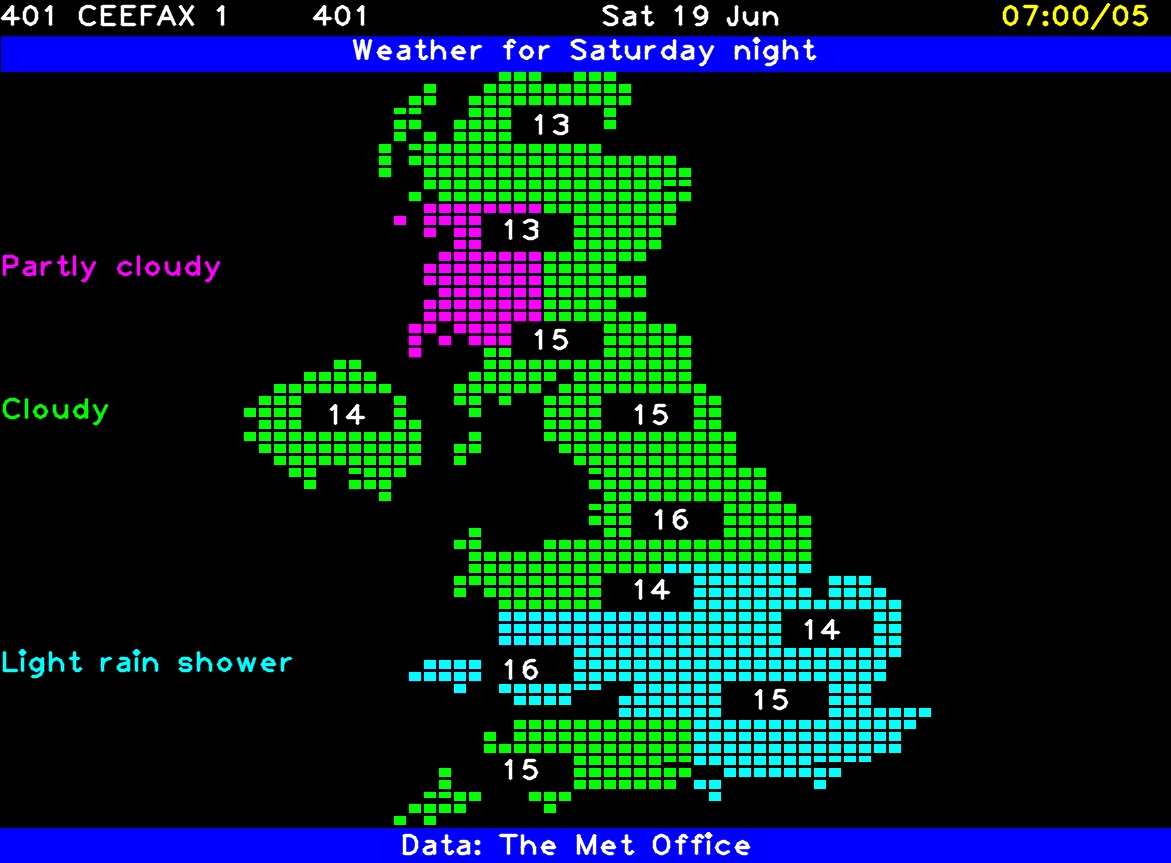 401 CEEFAX 1 401 Sat 19 Jun 07:00/05
Weather for Saturday night
13
13
Partly cloudy
15
Cloudy
14 15
16
14
14
Light rain shower
16
15
15
Data: The Met Office